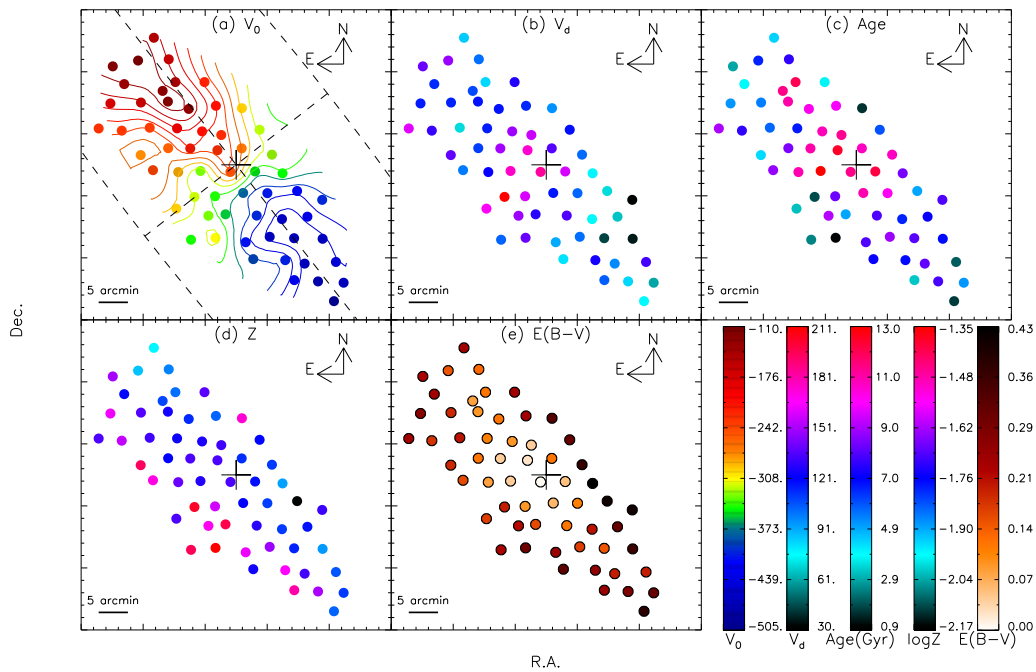 (a) V₀
N
E
5 arcmin
(b) V_d
N
E
5 arcmin
(c) Age
N
E
5 arcmin
Dec.
(d) Z
N
E
5 arcmin
(e) E(B−V)
N
E
5 arcmin
−110. 211. 13.0 −1.35 0.43
−176. 181. 11.0 −1.48 0.36
−242. 151. 9.0 −1.62 0.29
−308. 121. 7.0 −1.76 0.21
−373. 91. 4.9 −1.90 0.14
−439. 61. 2.9 −2.04 0.07
−505. 30. 0.9 −2.17 0.00
V₀ V_d Age(Gyr) logZ E(B−V)
R.A.